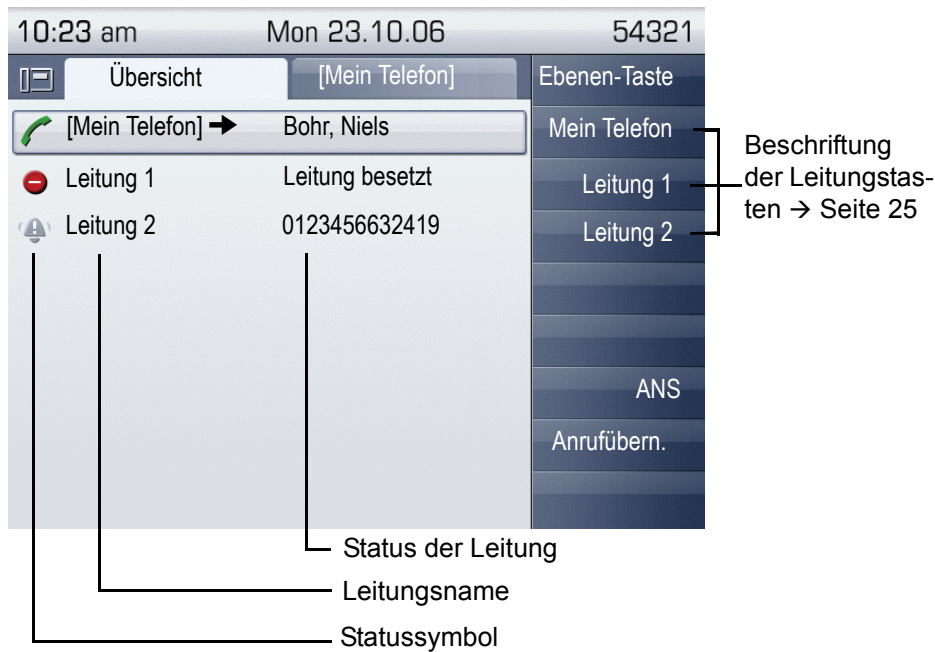 10:23 am Mon 23.10.06 54321
Übersicht [Mein Telefon] Ebenen-Taste
[Mein Telefon] Bohr, Niels Mein Telefon
Leitung 1 Leitung besetzt Leitung 1
Leitung 2 0123456632419 Leitung 2
ANS
Anrufübern.
Beschriftung
der Leitungstas-
ten → Seite 25
Status der Leitung
Leitungsname
Statussymbol